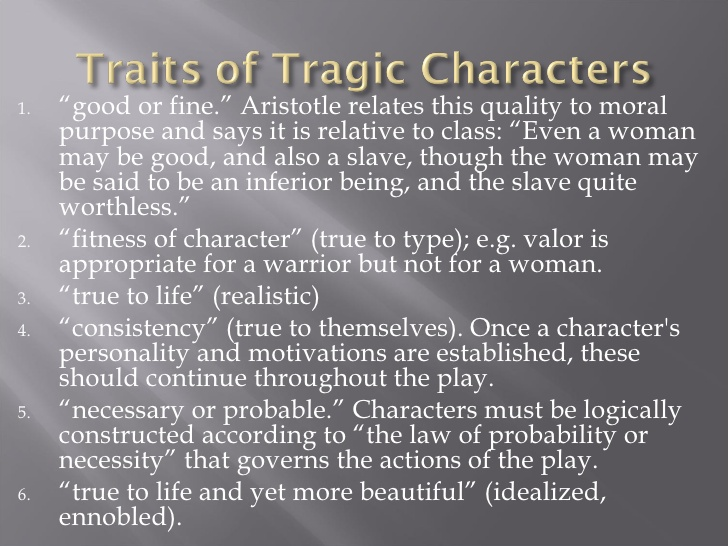 Traits of Tragic Characters
1. “good or fine.” Aristotle relates this quality to moral
purpose and says it is relative to class: “Even a woman
may be good, and also a slave, though the woman may
be said to be an inferior being, and the slave quite
worthless.”
2. “fitness of character” (true to type); e.g. valor is
appropriate for a warrior but not for a woman.
3. “true to life” (realistic)
4. “consistency” (true to themselves). Once a character's
personality and motivations are established, these
should continue throughout the play.
5. “necessary or probable.” Characters must be logically
constructed according to “the law of probability or
necessity” that governs the actions of the play.
6. “true to life and yet more beautiful” (idealized,
ennobled).